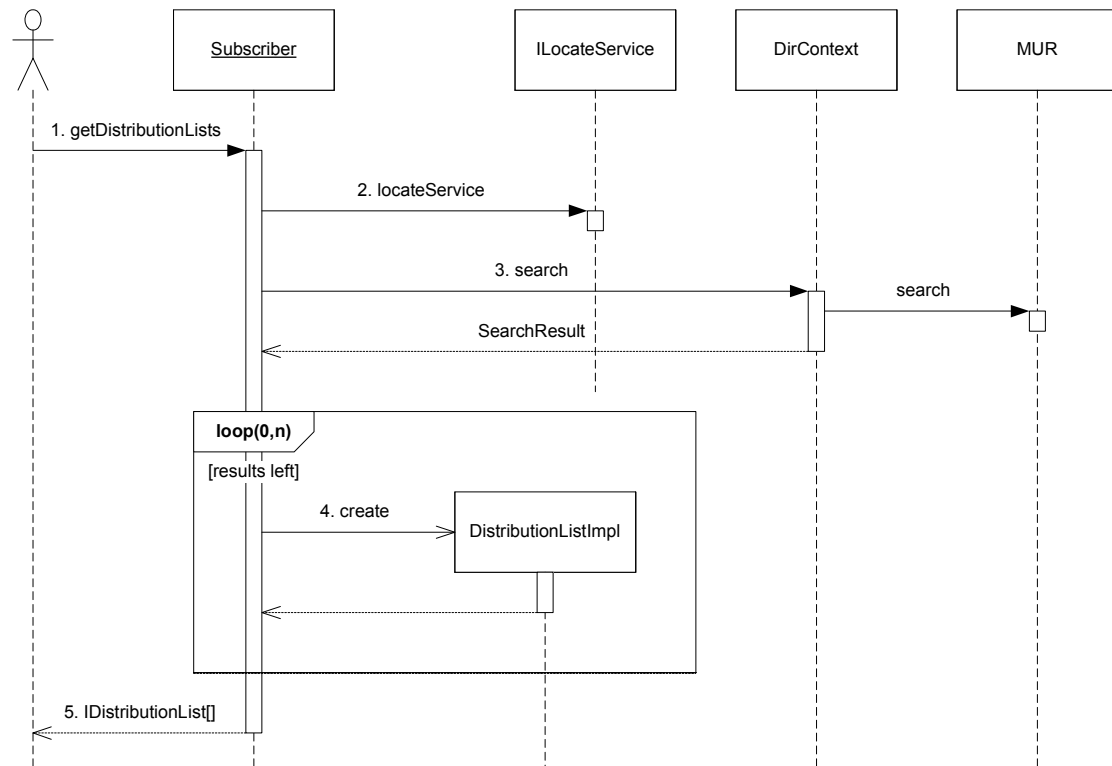 Subscriber
ILocateService
DirContext
MUR
1. getDistributionLists
2. locateService
3. search
search
SearchResult
loop(0,n)
[results left]
4. create
DistributionListImpl
5. IDistributionList[]